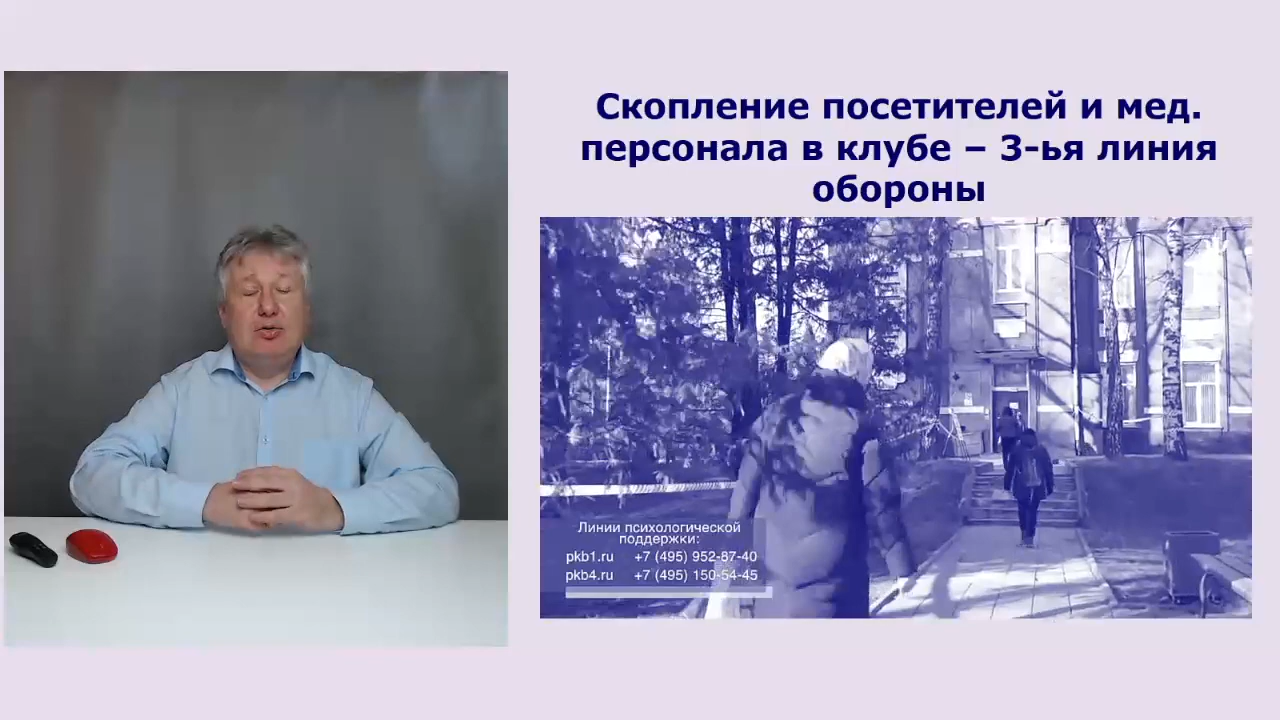 Скопление посетителей и мед.
персонала в клубе – 3-ья линия
обороны
Линии психологической
поддержки:
pkb1.ru +7 (495) 952-87-40
pkb4.ru +7 (495) 150-54-45